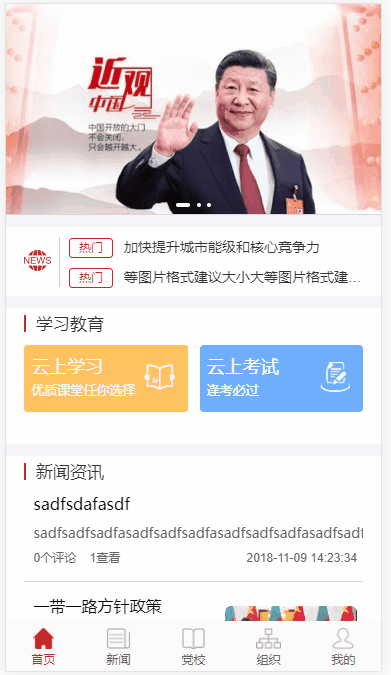 近观
中国
中国开放的大门
不会关闭,
只会越开越大。
NEWS
热门 加快提升城市能级和核心竞争力
热门 等图片格式建议大小大等图片格式建...
学习教育
云上学习
优质课堂任你选择
云上考试
逢考必过
新闻资讯
sadfsdafasdf
sadfsadfsadfasadfsadfsadfasadfsadfsadfasadfsadf
0个评论 1查看 2018-11-09 14:23:34
一带一路方针政策
首页 新闻 党校 组织 我的